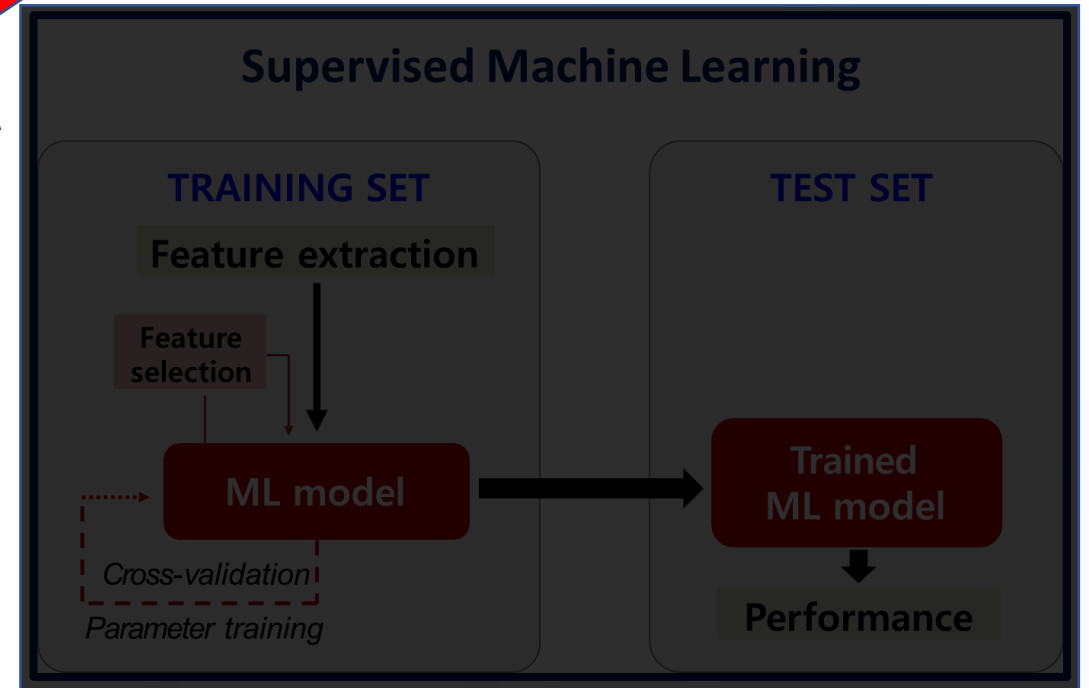 Supervised Machine Learning
TRAINING SET
Feature extraction
Feature
selection
ML model
Cross-validation
Parameter training
TEST SET
Trained
ML model
Performance